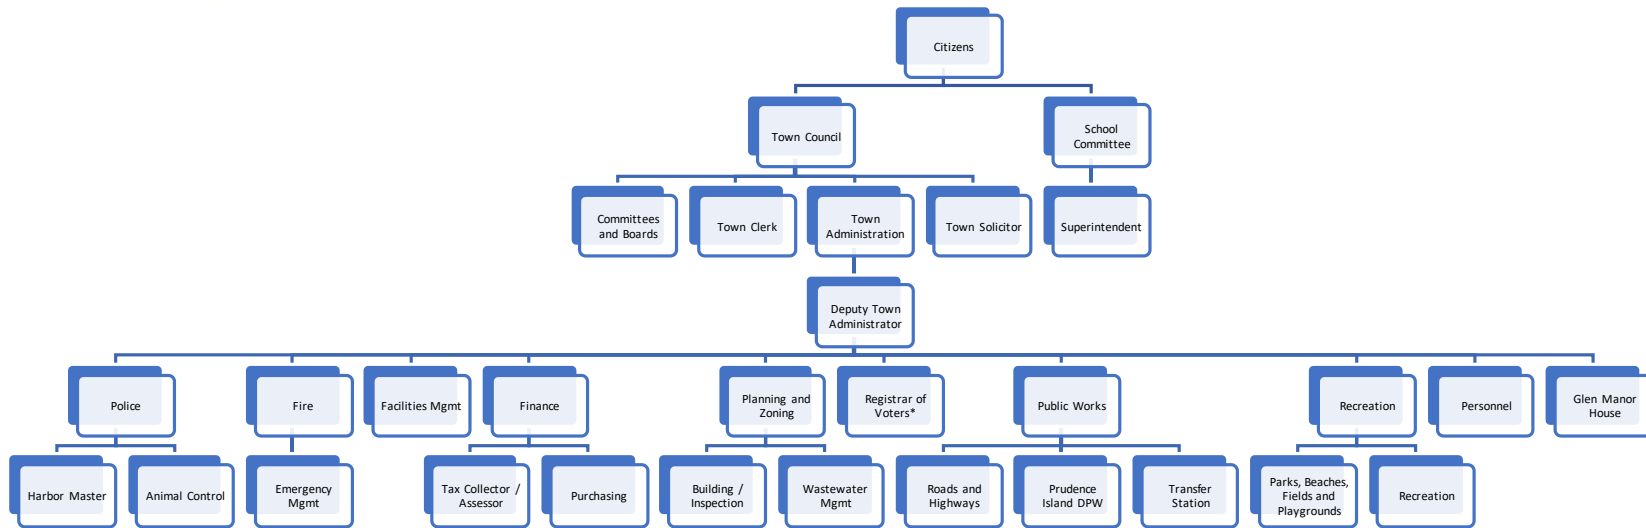 Citizens
Town Council
School
Committee
Committees
and Boards
Town Clerk
Town
Administration
Town Solicitor
Superintendent
Deputy Town
Administrator
Police
Fire
Facilities Mgmt
Finance
Planning and
Zoning
Registrar of
Voters*
Public Works
Recreation
Personnel
Glen Manor
House
Harbor Master
Animal Control
Emergency
Mgmt
Tax Collector /
Assessor
Purchasing
Building /
Inspection
Wastewater
Mgmt
Roads and
Highways
Prudence
Island DPW
Transfer
Station
Parks, Beaches,
Fields and
Playgrounds
Recreation